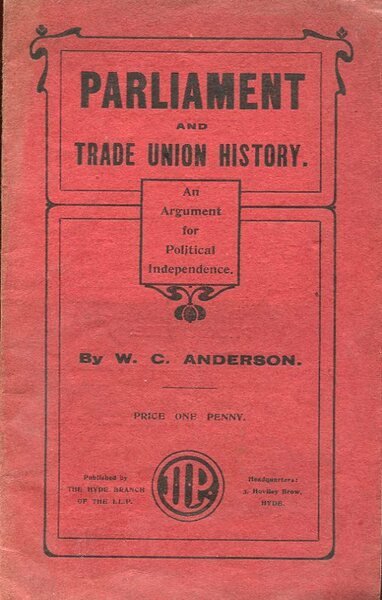 PARLIAMENT
AND
TRADE UNION HISTORY.
An
Argument
for
Political
Independence.
By W. C. ANDERSON.
PRICE ONE PENNY.
Published by
THE HYDE BRANCH
OF THE I.L.P.
ILP
Headquarters:
3, Hoviley Brow,
HYDE.